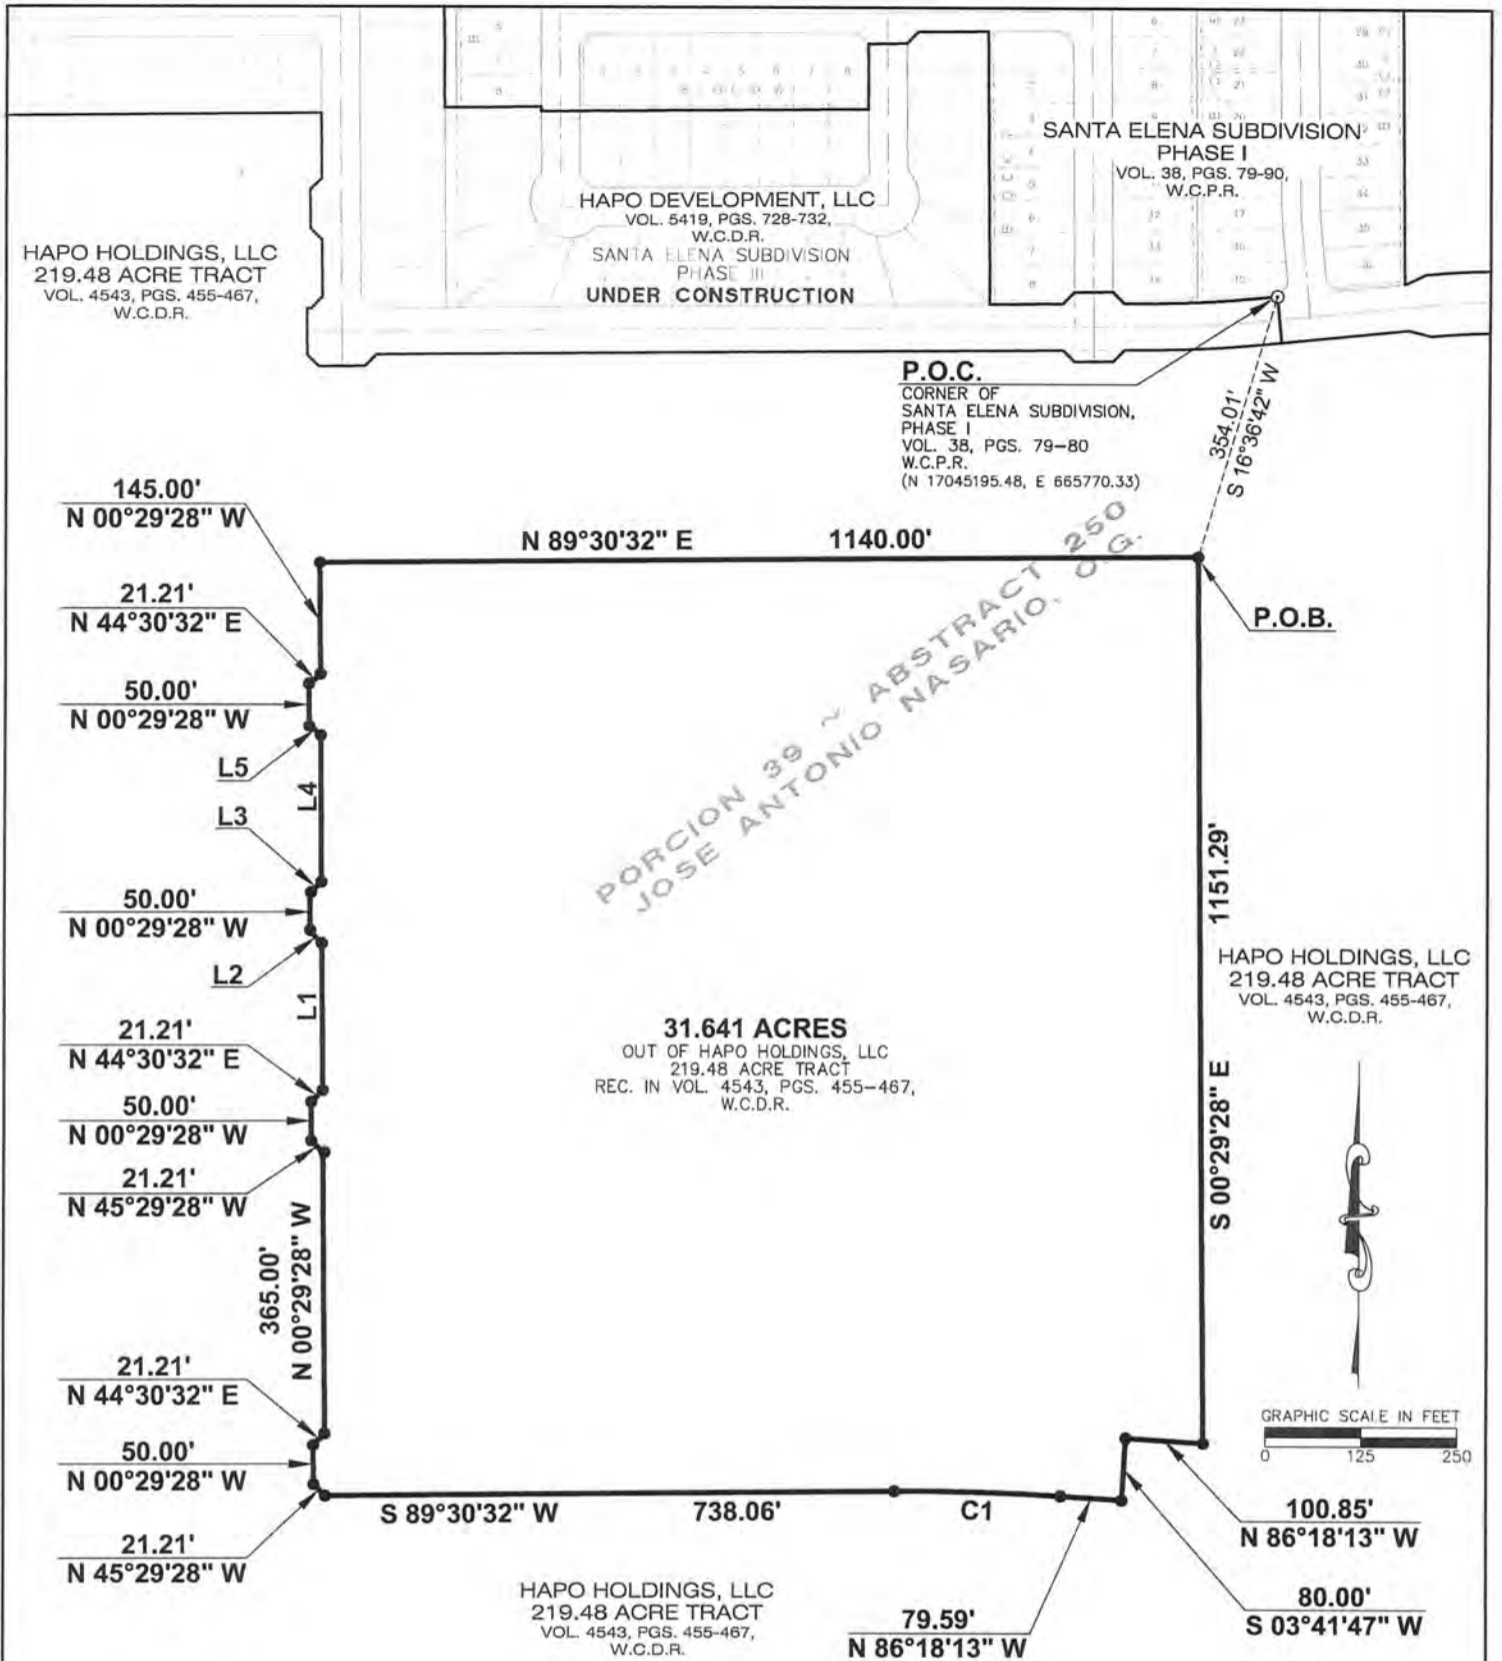 SANTA ELENA SUBDIVISION
PHASE I
VOL. 38, PGS. 79-90,
W.C.P.R.
HAPO DEVELOPMENT, LLC
VOL. 5419, PGS. 728-732,
W.C.D.R.
SANTA ELENA SUBDIVISION
PHASE III
UNDER CONSTRUCTION
HAPO HOLDINGS, LLC
219.48 ACRE TRACT
VOL. 4543, PGS. 455-467,
W.C.D.R.
P.O.C.
CORNER OF
SANTA ELENA SUBDIVISION,
PHASE I
VOL. 38, PGS. 79-80
W.C.P.R.
(N 17045195.48, E 665770.33)
354.01'
S 16°36'42" W
145.00'
N 00°29'28" W
N 89°30'32" E 1140.00'
P.O.B.
21.21'
N 44°30'32" E
50.00'
N 00°29'28" W
L5
L4
L3
50.00'
N 00°29'28" W
L2
L1
PORCION 39 ~ ABSTRACT 250
JOSE ANTONIO NASARIO, O.G.
1151.29'
S 00°29'28" E
HAPO HOLDINGS, LLC
219.48 ACRE TRACT
VOL. 4543, PGS. 455-467,
W.C.D.R.
31.641 ACRES
OUT OF HAPO HOLDINGS, LLC
219.48 ACRE TRACT
REC. IN VOL. 4543, PGS. 455-467,
W.C.D.R.
21.21'
N 44°30'32" E
50.00'
N 00°29'28" W
21.21'
N 45°29'28" W
365.00'
N 00°29'28" W
21.21'
N 44°30'32" E
50.00'
N 00°29'28" W
21.21'
N 45°29'28" W
GRAPHIC SCALE IN FEET
0 125 250
S 89°30'32" W 738.06' C1
100.85'
N 86°18'13" W
80.00'
S 03°41'47" W
79.59'
N 86°18'13" W
HAPO HOLDINGS, LLC
219.48 ACRE TRACT
VOL. 4543, PGS. 455-467,
W.C.D.R.